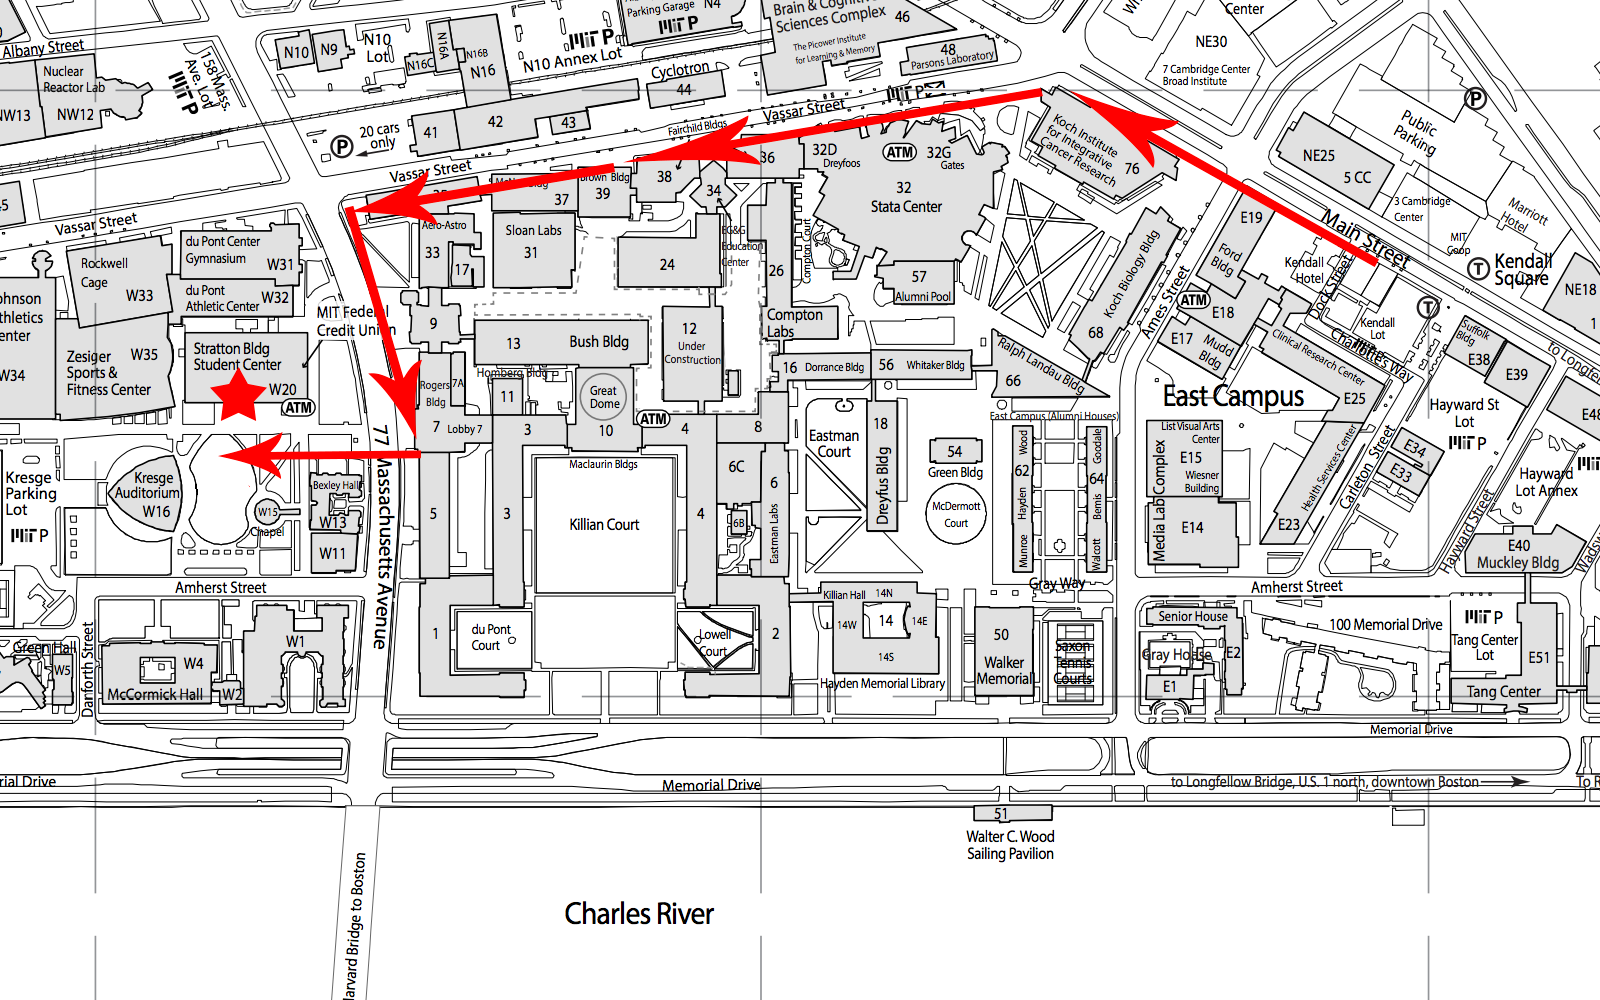 Albany Street
Nuclear
Reactor Lab
NW13
NW12
158 Mass.
Ave. Lot
P
N10
N9
N10
Lot
N16A
N16B
N16C
N16
N10 Annex Lot
P
Parking Garage
N4
P
Brain & Cognitive
Sciences Complex
46
The Picower Institute
for Learning & Memory
48
Parsons Laboratory
Center
NE30
7 Cambridge Center
Broad Institute
Cyclotron
44
P
20 cars
only
41
42
43
Fairchild Bldgs
Vassar Street
P
Vassar Street
Vassar Street
Koch Institute
for Integrative
Cancer Research
76
Public
Parking
P
NE25
5 CC
3 Cambridge
Center
Marriott
Hotel
MIT
Coop
Main Street
T
Kendall
Square
NE18
1
32D
Dreyfoos
ATM
32G
Gates
32
Stata Center
36
38
34
Brown Bldg
39
37
Sloan Labs
31
Aero-Astro
33
17
24
EG&G
Education
Center
26
Compton Court
57
Alumni Pool
Koch Biology Bldg
68
Ames Street
E19
Ford
Bldg
Kendall
Hotel
Dock Street
ATM
E18
E17
Mudd
Bldg
Clinical Research Center
Kendall
Lot
T
Charles Way
Suffolk
Bldg
E38
E39
to Longfellow
E48
du Pont Center
Gymnasium
W31
du Pont
Athletic Center
W32
Rockwell
Cage
W33
Zesiger
Sports &
Fitness Center
W35
W34
MIT Federal
Credit Union
Stratton Bldg
Student Center
W20
ATM
9
13
Bush Bldg
12
Under
Construction
Compton
Labs
16
Dorrance Bldg
56
Whitaker Bldg
Ralph Landau Bldg
66
East Campus
E25
Hayward St
Lot
P
Rogers
Bldg
7A
Homberg Bldg
11
Great
Dome
ATM
7
Lobby 7
3
10
4
8
Maclaurin Bldgs
77 Massachusetts Avenue
Eastman
Court
18
Dreyfus Bldg
54
Green Bldg
McDermott
Court
East Campus (Alumni Houses)
Wood
62
Hayden
Munroe
Goodale
64
Bemis
Walcott
List Visual Arts
Center
E15
Wiesner
Building
Media Lab Complex
E14
Health Services Center
Carleton Street
E34
E33
E23
Hayward
Lot Annex
Hayward Street
Kresge
Parking
Lot
P
Kresge
Auditorium
W16
W15
Chapel
Bexley Hall
W13
W11
5
3
Killian Court
4
6C
6
6B
Eastman Labs
E40
Muckley Bldg
Amherst Street
Gray Way
Amherst Street
Danforth Street
Green Hall
W5
W4
McCormick Hall
W2
W1
1
du Pont
Court
Lowell
Court
2
Killian Hall
14N
14W
14
14E
14S
Hayden Memorial Library
50
Walker
Memorial
Saxon
Tennis
Courts
Senior House
Gray House
E2
E1
100 Memorial Drive
P
Tang Center
Lot
E51
Tang Center
Memorial Drive
Memorial Drive
to Longfellow Bridge, U.S. 1 north, downtown Boston
51
Walter C. Wood
Sailing Pavilion
Harvard Bridge to Boston
Charles River